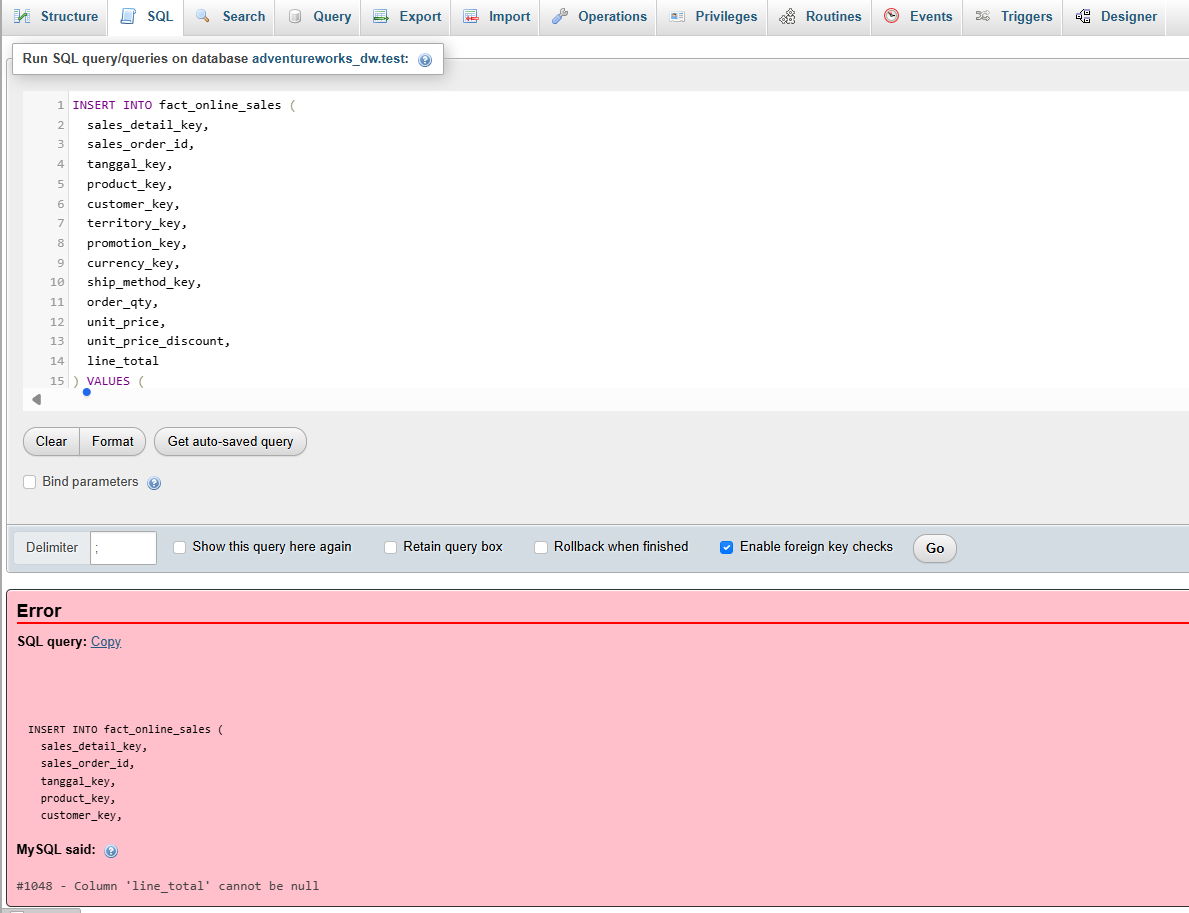 Structure SQL Search Query Export Import Operations Privileges Routines Events Triggers Designer
Run SQL query/queries on database adventureworks_dw.test:
1 INSERT INTO fact_online_sales (
2 sales_detail_key,
3 sales_order_id,
4 tanggal_key,
5 product_key,
6 customer_key,
7 territory_key,
8 promotion_key,
9 currency_key,
10 ship_method_key,
11 order_qty,
12 unit_price,
13 unit_price_discount,
14 line_total
15 ) VALUES (
Clear Format Get auto-saved query
Bind parameters
Delimiter ; Show this query here again Retain query box Rollback when finished Enable foreign key checks Go
Error
SQL query: Copy
INSERT INTO fact_online_sales (
sales_detail_key,
sales_order_id,
tanggal_key,
product_key,
customer_key,
MySQL said:
#1048 - Column 'line_total' cannot be null